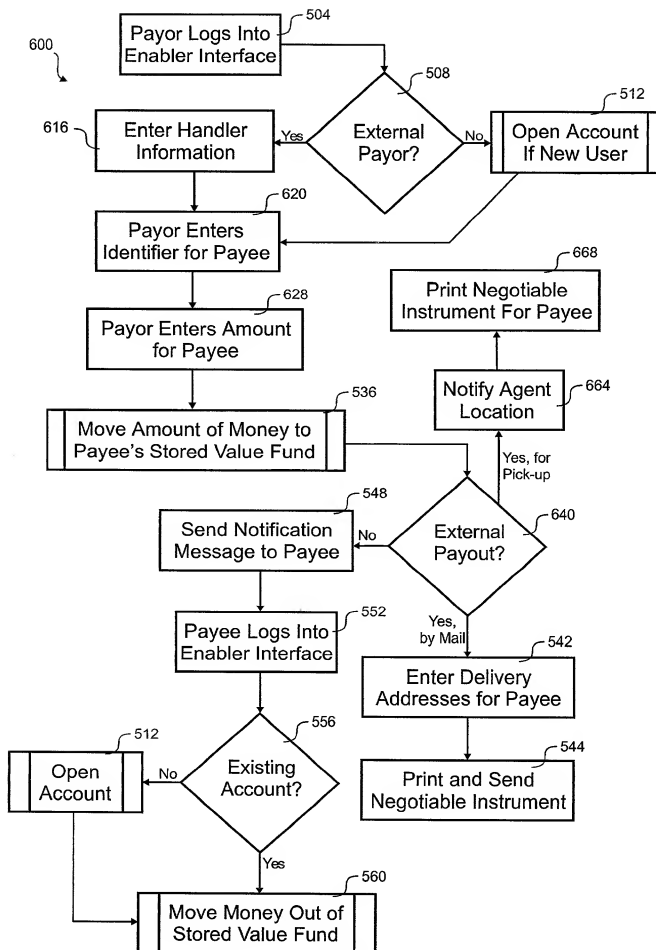 504
Payor Logs Into
Enabler Interface
600
508
External
Payor?
Yes
No
512
Open Account
If New User
616
Enter Handler
Information
620
Payor Enters
Identifier for Payee
668
Print Negotiable
Instrument For Payee
628
Payor Enters Amount
for Payee
Notify Agent
Location
664
536
Move Amount of Money to
Payee's Stored Value Fund
Yes, for
Pick-up
548
Send Notification
Message to Payee
No
External
Payout?
640
552
Payee Logs Into
Enabler Interface
Yes,
by Mail
542
Enter Delivery
Addresses for Payee
556
Existing
Account?
512
Open
Account
No
544
Print and Send
Negotiable Instrument
Yes
560
Move Money Out of
Stored Value Fund